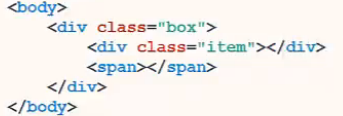 <body>
<div class="box">
<div class="item"></div>
<span></span>
</div>
</body>